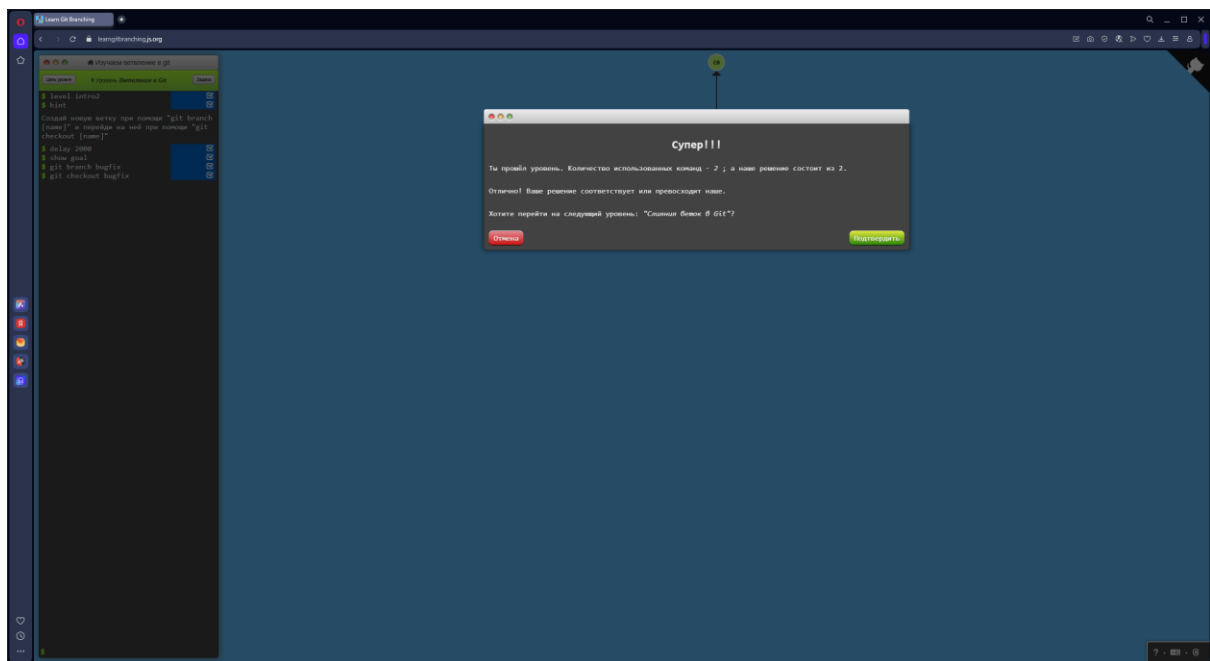 Learn Git Branching
learngitbranching.js.org
Изучаем ветвление в git
Цель уровня
Уровень Ветвление в Git
Задача
$ level intro2
$ hint
Создай новую ветку при помощи "git branch
[name]" и перейди на неё при помощи "git
checkout [name]"
$ delay 2000
$ show goal
$ git branch bugfix
$ git checkout bugfix
$
C0
Супер!!!
Ты прошёл уровень. Количество использованных команд - 2 ; а наше решение состоит из 2.
Отлично! Ваше решение соответствует или превосходит наше.
Хотите перейти на следующий уровень: "Слияния веток в Git"?
Отмена
Подтвердить